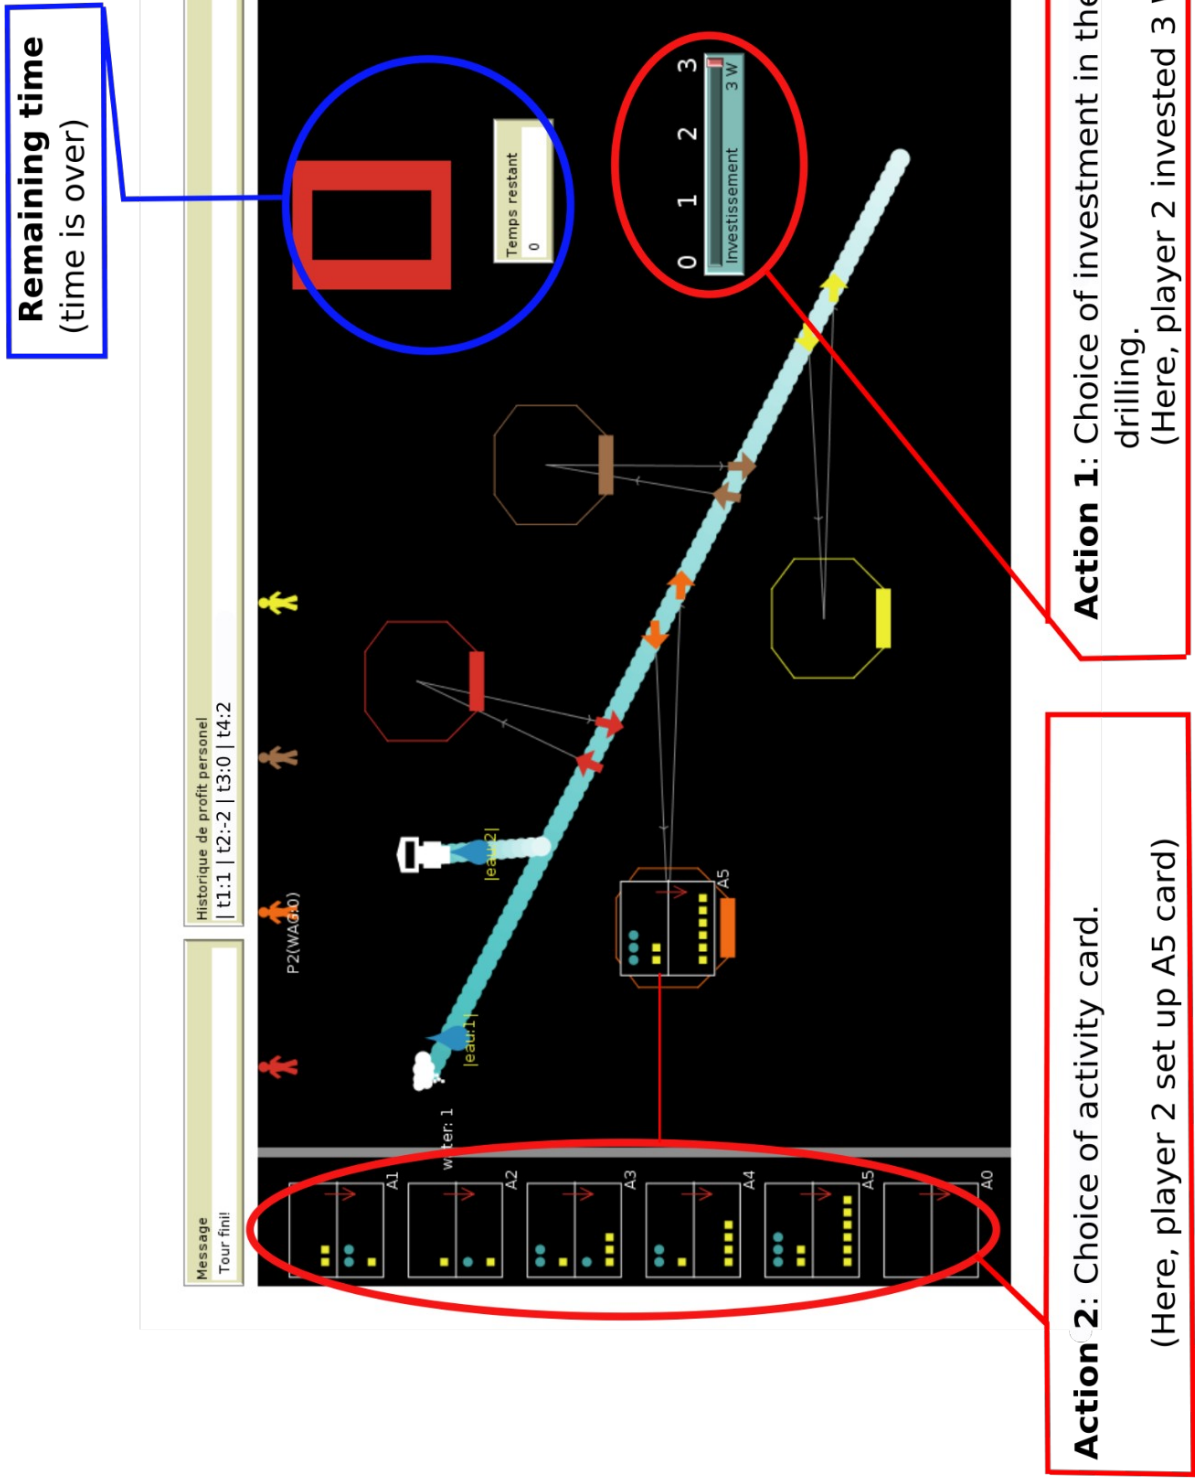 Remaining time
(time is over)
Message
Tour fini!
Historique de profit personel
| t1:1 | t2:-2 | t3:0 | t4:2
P2(WAG:0)
0
Temps restant
0
0 1 2 3
Investissement 3 W
water: 1
|eau:1|
|eau:2|
A5
A1
A2
A3
A4
A5
A0
Action 2: Choice of activity card.
(Here, player 2 set up A5 card)
Action 1: Choice of investment in the
drilling.
(Here, player 2 invested 3